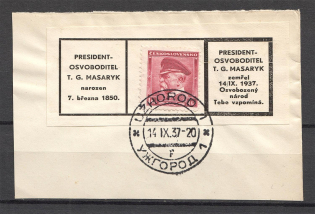 PRESIDENT-
OSVOBODITEL
T. G. MASARYK
narozen
7. března 1850.
ČESKOSLOVENSKO
PRESIDENT-
OSVOBODITEL
T. G. MASARYK
zemřel
14./IX. 1937.
Osvobozený
národ
Tebe vzpomíná.
UŽHOROD 1
14 IX.37-20
r
УЖГОРОД 1